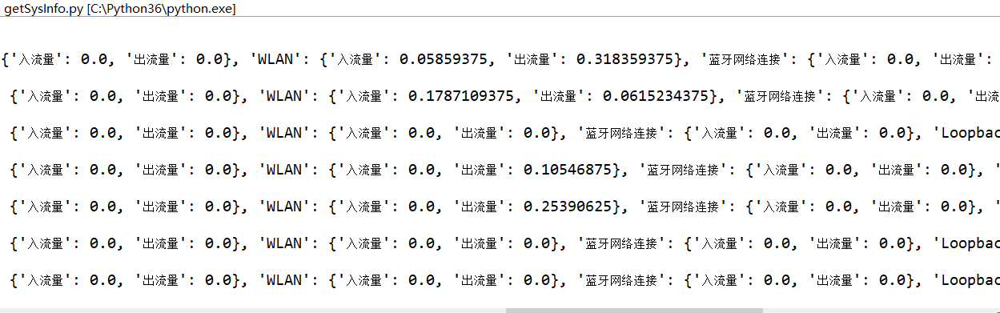 getSysInfo.py [C:\Python36\python.exe]
{'入流量': 0.0, '出流量': 0.0}, 'WLAN': {'入流量': 0.05859375, '出流量': 0.318359375}, '蓝牙网络连接': {'入流量': 0.0, '出流量':
{'入流量': 0.0, '出流量': 0.0}, 'WLAN': {'入流量': 0.1787109375, '出流量': 0.0615234375}, '蓝牙网络连接': {'入流量': 0.0, '出流
{'入流量': 0.0, '出流量': 0.0}, 'WLAN': {'入流量': 0.0, '出流量': 0.0}, '蓝牙网络连接': {'入流量': 0.0, '出流量': 0.0}, 'Loopbac
{'入流量': 0.0, '出流量': 0.0}, 'WLAN': {'入流量': 0.0, '出流量': 0.10546875}, '蓝牙网络连接': {'入流量': 0.0, '出流量': 0.0}, '
{'入流量': 0.0, '出流量': 0.0}, 'WLAN': {'入流量': 0.0, '出流量': 0.25390625}, '蓝牙网络连接': {'入流量': 0.0, '出流量': 0.0}, '
{'入流量': 0.0, '出流量': 0.0}, 'WLAN': {'入流量': 0.0, '出流量': 0.0}, '蓝牙网络连接': {'入流量': 0.0, '出流量': 0.0}, 'Loopbac
{'入流量': 0.0, '出流量': 0.0}, 'WLAN': {'入流量': 0.0, '出流量': 0.0}, '蓝牙网络连接': {'入流量': 0.0, '出流量': 0.0}, 'Loopbac